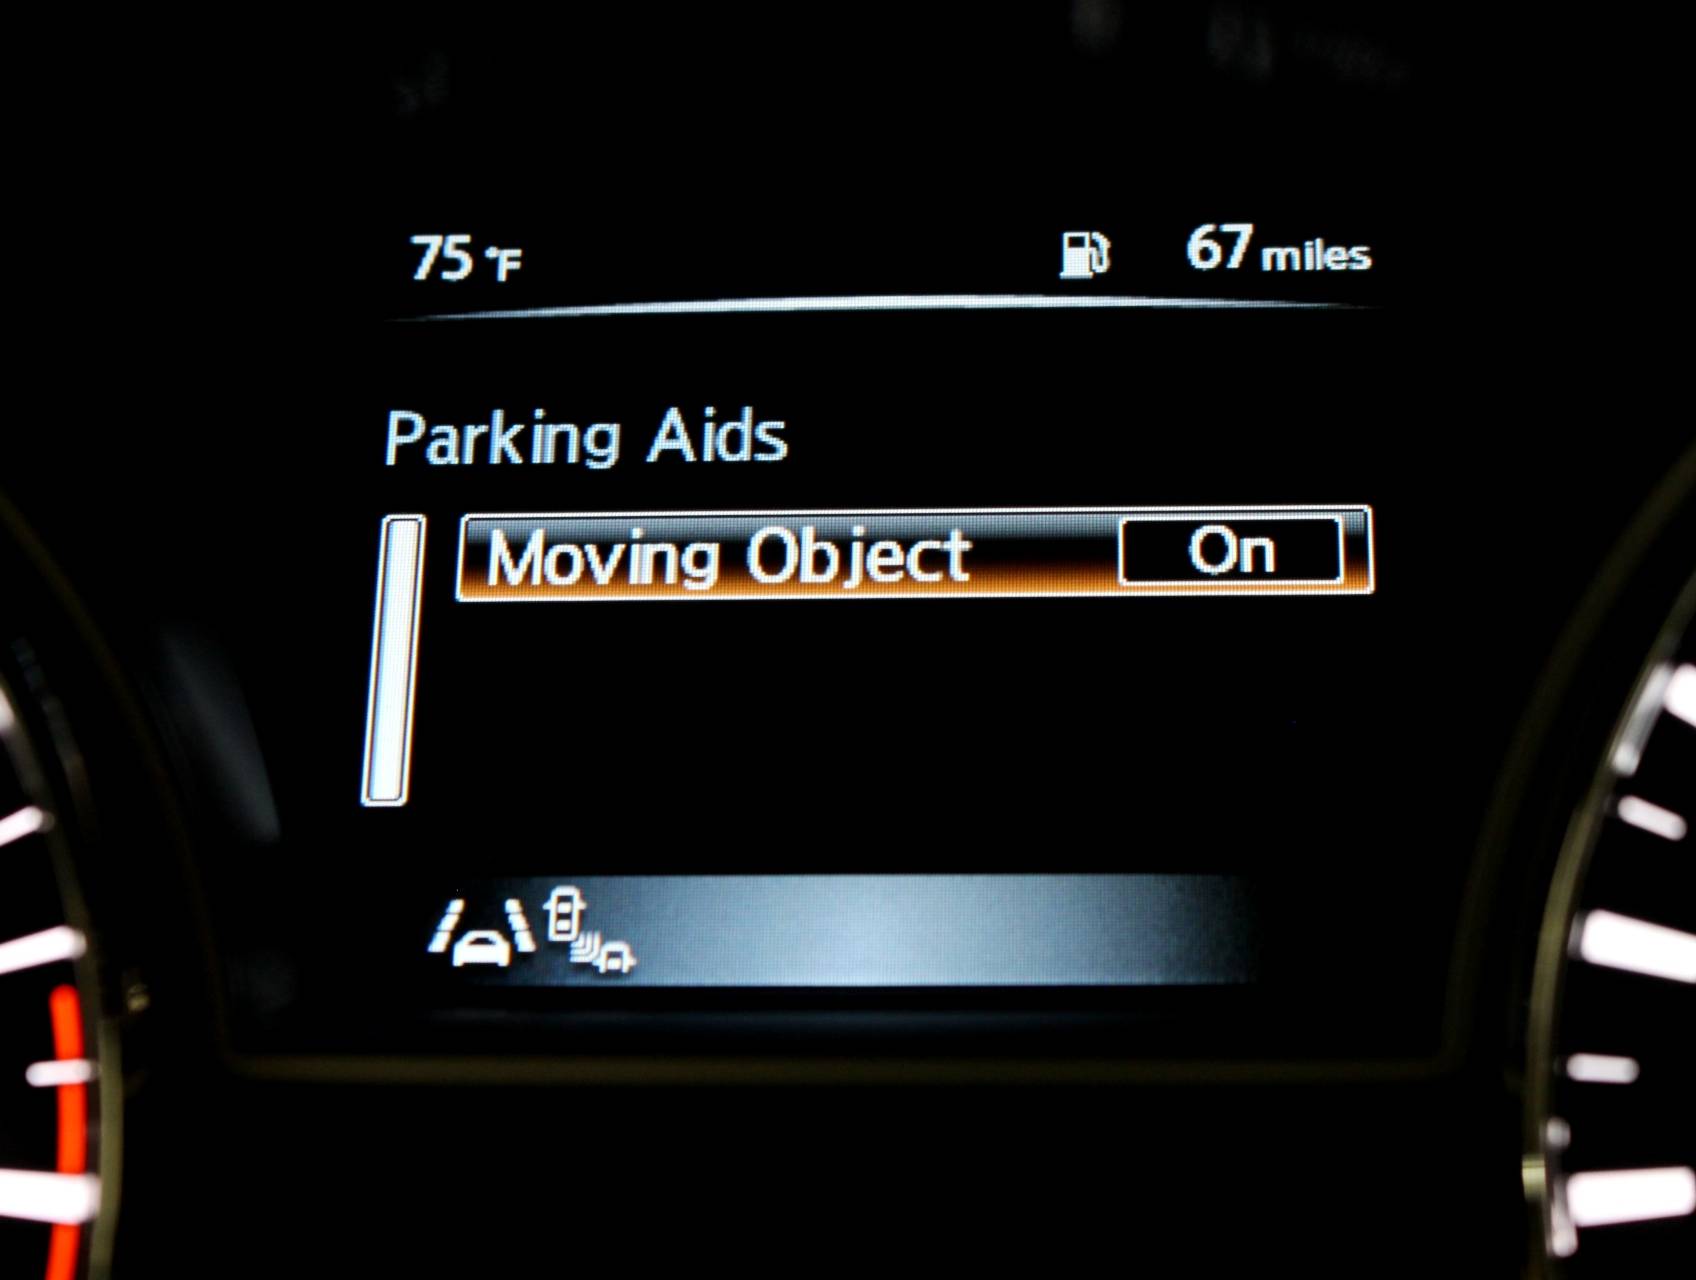 75 °F 67 miles
Parking Aids
Moving Object On